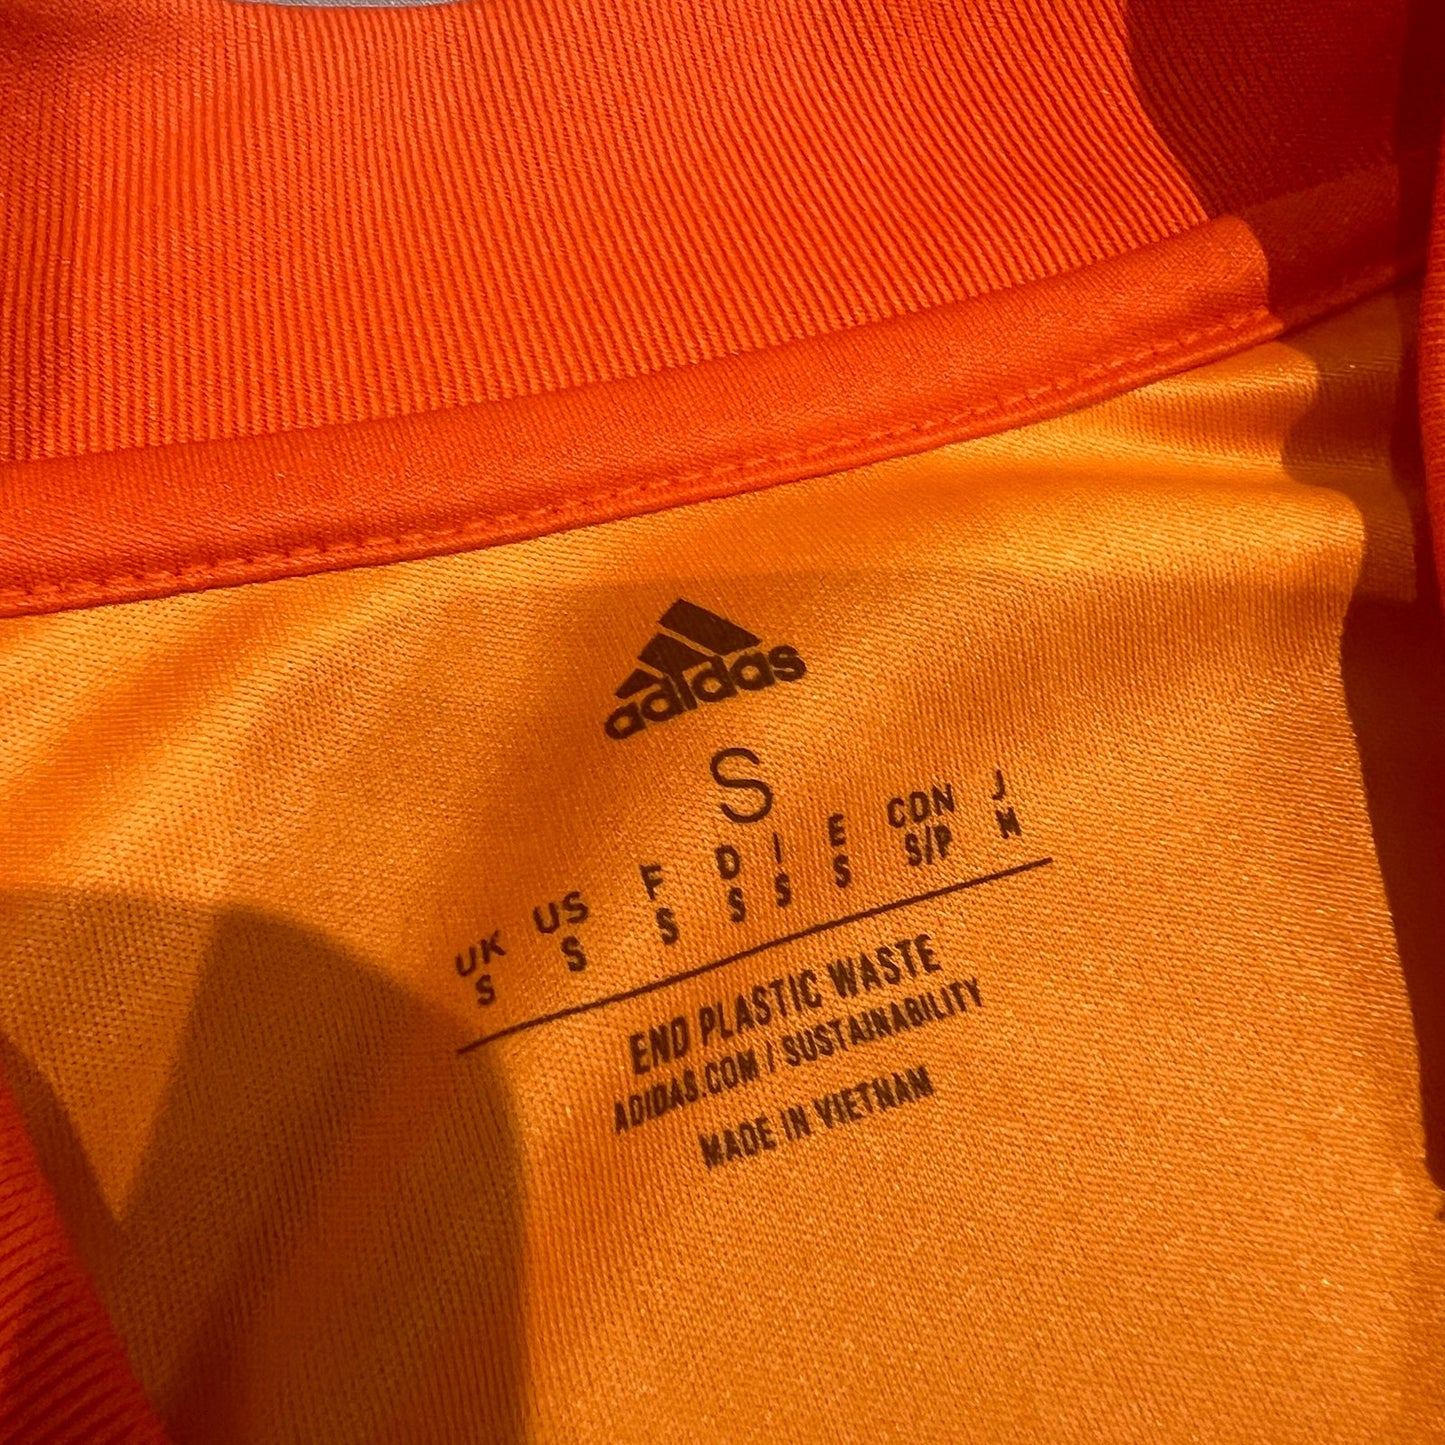 adidas
S
UK US F D I E CDN J
S S S S S S S/P M
END PLASTIC WASTE
ADIDAS.COM / SUSTAINABILITY
MADE IN VIETNAM